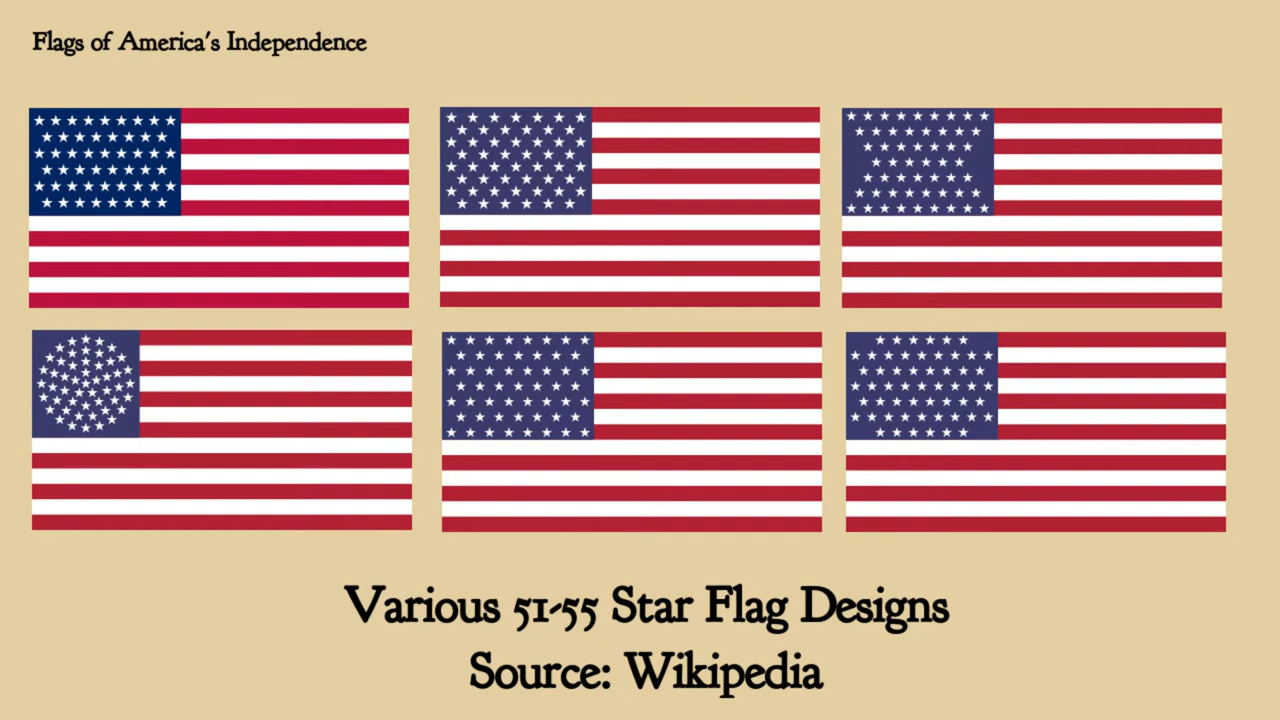 Flags of America's Independence
Various 51-55 Star Flag Designs
Source: Wikipedia